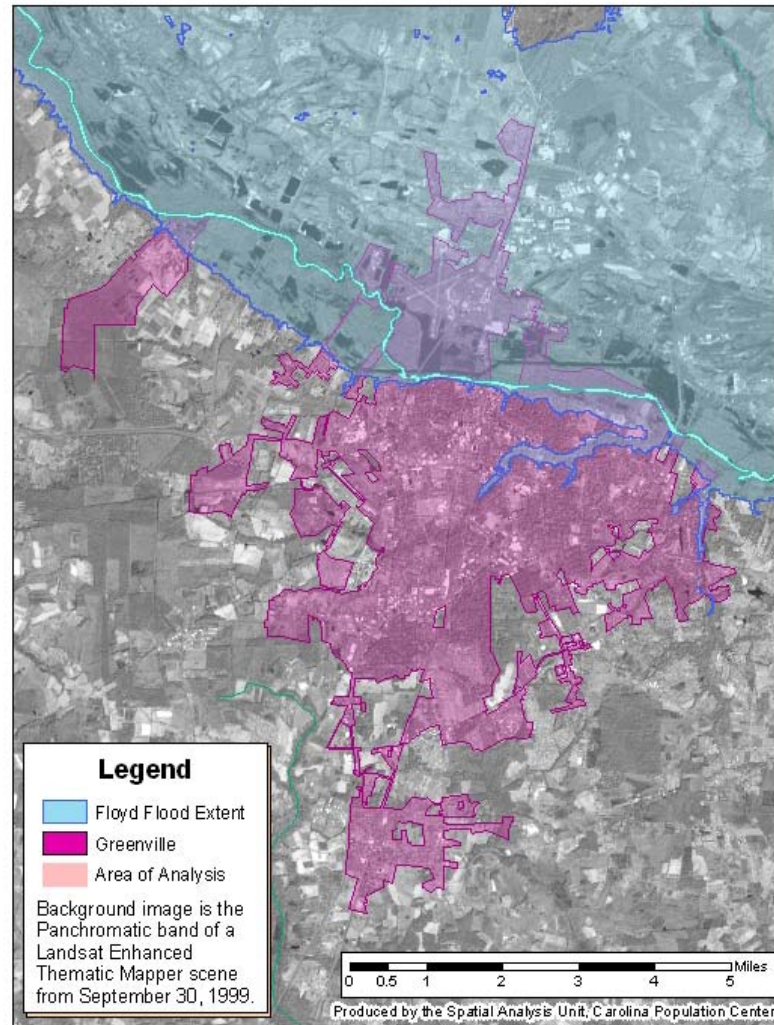 Legend
Floyd Flood Extent
Greenville
Area of Analysis
Background image is the
Panchromatic band of a
Landsat Enhanced
Thematic Mapper scene
from September 30, 1999.
Miles
0 0.5 1 2 3 4 5
Produced by the Spatial Analysis Unit, Carolina Population Center